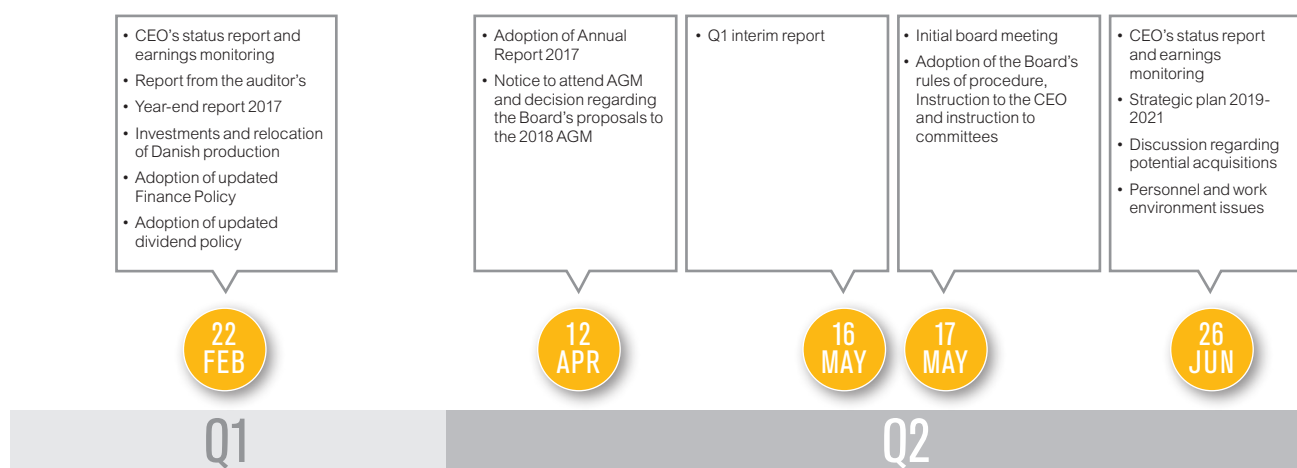 • CEO's status report and
earnings monitoring
• Report from the auditor's
• Year-end report 2017
• Investments and relocation
of Danish production
• Adoption of updated
Finance Policy
• Adoption of updated
dividend policy
• Adoption of Annual
Report 2017
• Notice to attend AGM
and decision regarding
the Board's proposals to
the 2018 AGM
• Q1 interim report
• Initial board meeting
• Adoption of the Board's
rules of procedure,
Instruction to the CEO
and instruction to
committees
• CEO's status report
and earnings
monitoring
• Strategic plan 2019-
2021
• Discussion regarding
potential acquisitions
• Personnel and work
environment issues
22
FEB
12
APR
16
MAY
17
MAY
26
JUN
Q1
Q2